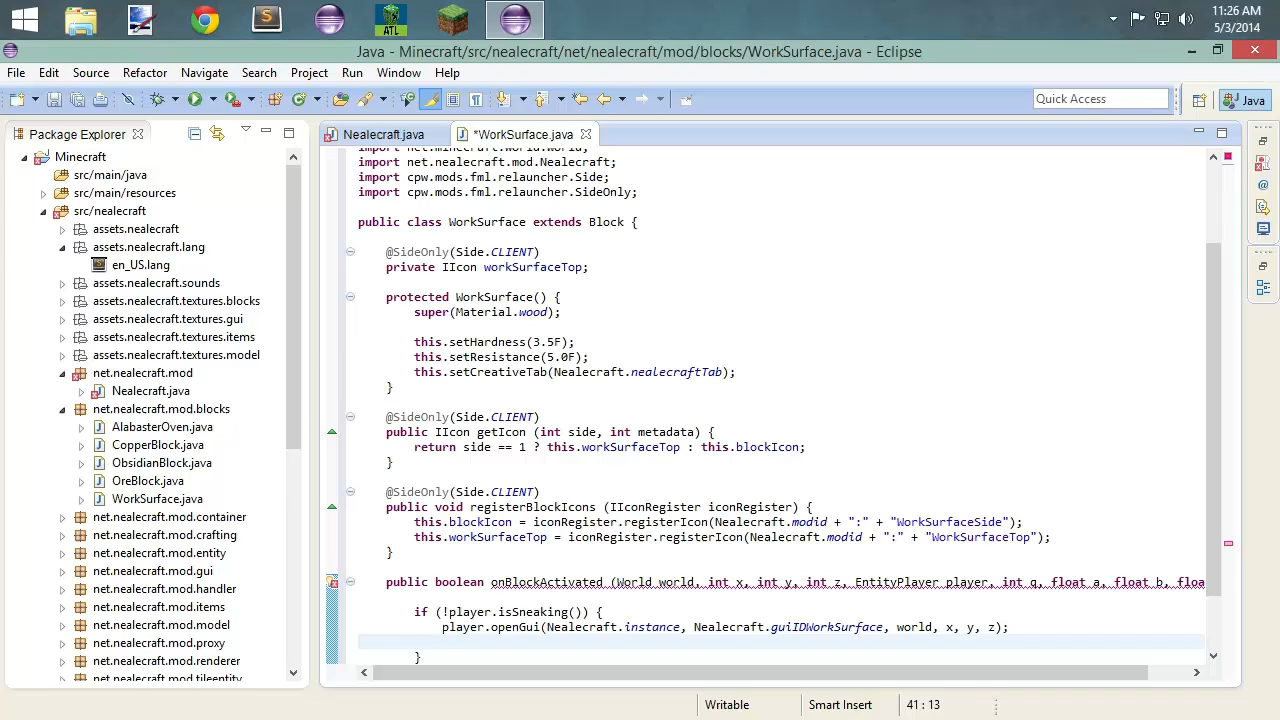 11:26 AM
5/3/2014
S
ATL
Java - Minecraft/src/nealecraft/net/nealecraft/mod/blocks/WorkSurface.java - Eclipse
File Edit Source Refactor Navigate Search Project Run Window Help
Quick Access
Java
Package Explorer
Nealecraft.java
*WorkSurface.java
Minecraft
src/main/java
src/main/resources
src/nealecraft
assets.nealecraft
assets.nealecraft.lang
en_US.lang
assets.nealecraft.sounds
assets.nealecraft.textures.blocks
assets.nealecraft.textures.gui
assets.nealecraft.textures.items
assets.nealecraft.textures.model
net.nealecraft.mod
Nealecraft.java
net.nealecraft.mod.blocks
AlabasterOven.java
CopperBlock.java
ObsidianBlock.java
OreBlock.java
WorkSurface.java
net.nealecraft.mod.container
net.nealecraft.mod.crafting
net.nealecraft.mod.entity
net.nealecraft.mod.gui
net.nealecraft.mod.handler
net.nealecraft.mod.items
net.nealecraft.mod.model
net.nealecraft.mod.proxy
net.nealecraft.mod.renderer
net.nealecraft.mod.tileentity
import net.minecraft.world.World;
import net.nealecraft.mod.Nealecraft;
import cpw.mods.fml.relauncher.Side;
import cpw.mods.fml.relauncher.SideOnly;
public class WorkSurface extends Block {
@SideOnly(Side.CLIENT)
private IIcon workSurfaceTop;
protected WorkSurface() {
super(Material.wood);
this.setHardness(3.5F);
this.setResistance(5.0F);
this.setCreativeTab(Nealecraft.nealecraftTab);
}
@SideOnly(Side.CLIENT)
public IIcon getIcon (int side, int metadata) {
return side == 1 ? this.workSurfaceTop : this.blockIcon;
}
@SideOnly(Side.CLIENT)
public void registerBlockIcons (IIconRegister iconRegister) {
this.blockIcon = iconRegister.registerIcon(Nealecraft.modid + ":" + "WorkSurfaceSide");
this.workSurfaceTop = iconRegister.registerIcon(Nealecraft.modid + ":" + "WorkSurfaceTop");
}
public boolean onBlockActivated (World world, int x, int y, int z, EntityPlayer player, int q, float a, float b, floa
if (!player.isSneaking()) {
player.openGui(Nealecraft.instance, Nealecraft.guiIDWorkSurface, world, x, y, z);
}
Writable
Smart Insert
41 : 13